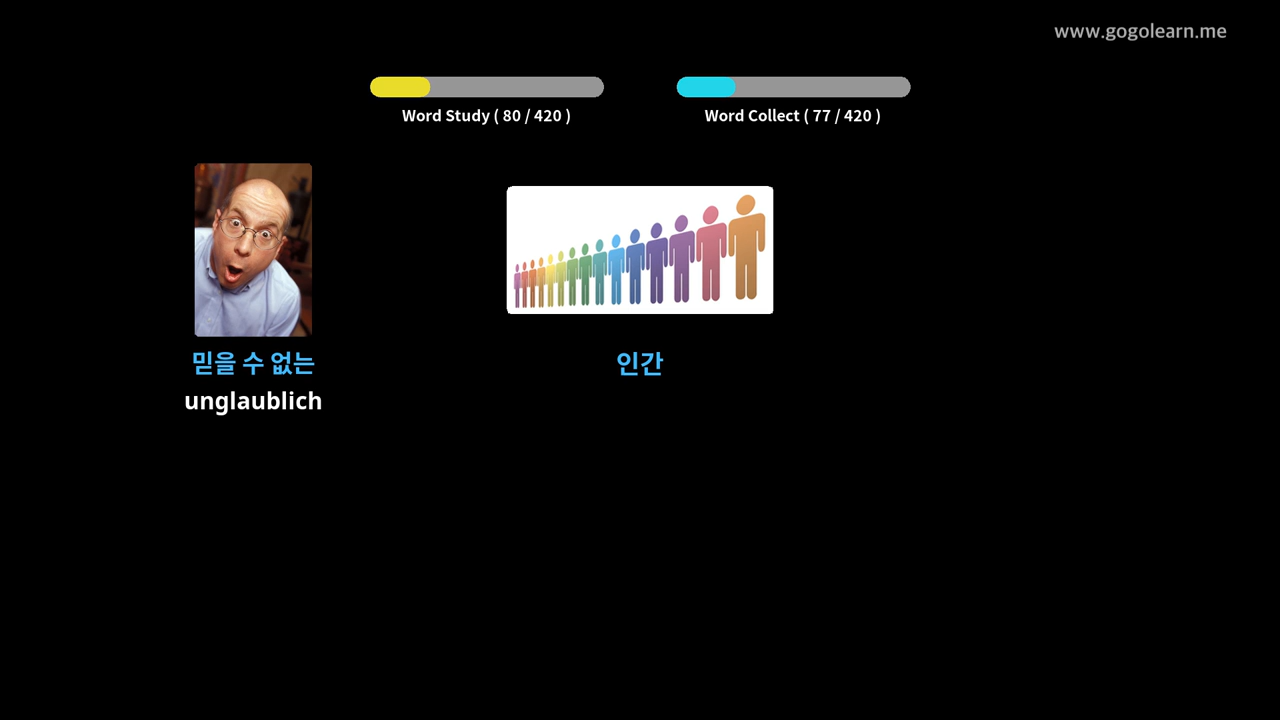 www.gogolearn.me
Word Study ( 80 / 420 )
Word Collect ( 77 / 420 )
믿을 수 없는
unglaublich
인간